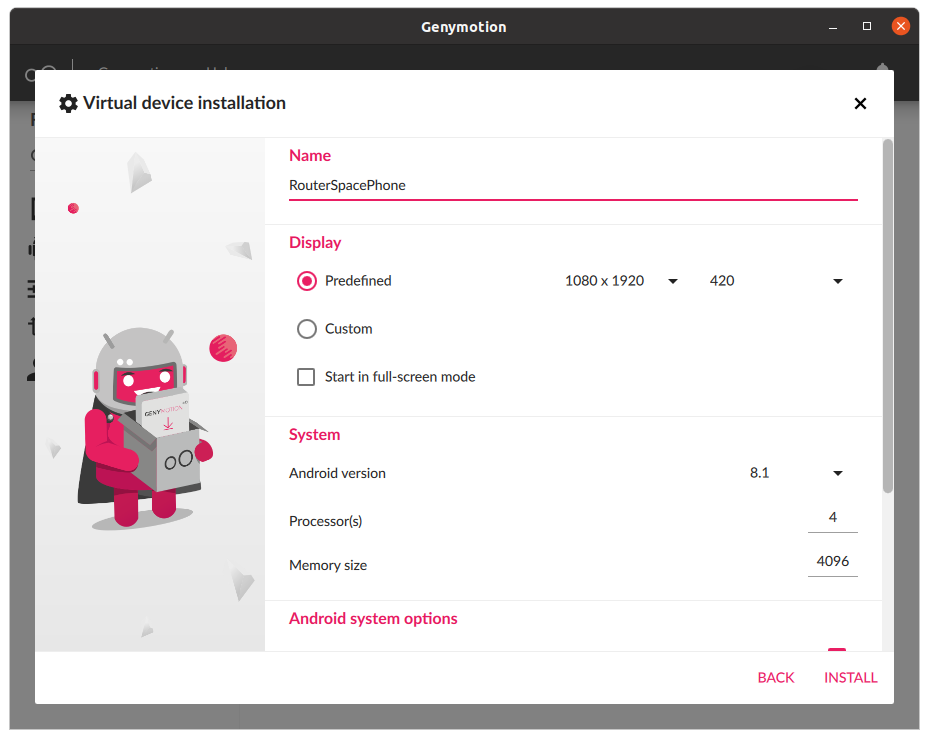 Genymotion
Virtual device installation
Name
RouterSpacePhone
Display
Predefined 1080 x 1920 420
Custom
Start in full-screen mode
System
Android version 8.1
Processor(s) 4
Memory size 4096
GENYMOTION
Android system options
BACK INSTALL